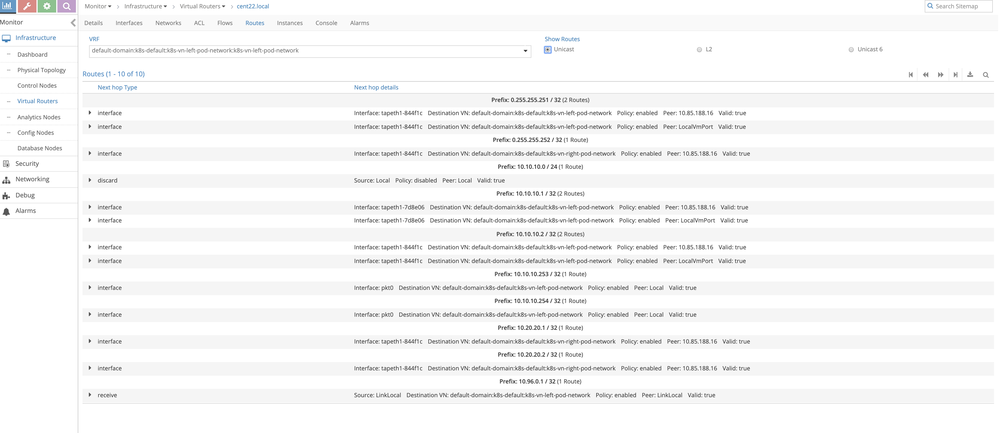 Monitor > Infrastructure > Virtual Routers > cent22.local
Search Sitemap
Monitor
Infrastructure
Dashboard
Physical Topology
Control Nodes
Virtual Routers
Analytics Nodes
Config Nodes
Database Nodes
Security
Networking
Debug
Alarms
Details Interfaces Networks ACL Flows Routes Instances Console Alarms
VRF
default-domain:k8s-default:k8s-vn-left-pod-network:k8s-vn-left-pod-network
Show Routes
Unicast L2 Unicast 6
Routes (1 - 10 of 10)
Next hop Type Next hop details
Prefix: 0.255.255.251 / 32 (2 Routes)
interface Interface: tapeth1-844f1c Destination VN: default-domain:k8s-default:k8s-vn-left-pod-network Policy: enabled Peer: 10.85.188.16 Valid: true
interface Interface: tapeth1-844f1c Destination VN: default-domain:k8s-default:k8s-vn-left-pod-network Policy: enabled Peer: LocalVmPort Valid: true
Prefix: 0.255.255.252 / 32 (1 Route)
interface Interface: tapeth1-844f1c Destination VN: default-domain:k8s-default:k8s-vn-right-pod-network Policy: enabled Peer: 10.85.188.16 Valid: true
Prefix: 10.10.10.0 / 24 (1 Route)
discard Source: Local Policy: disabled Peer: Local Valid: true
Prefix: 10.10.10.1 / 32 (2 Routes)
interface Interface: tapeth1-7d8e06 Destination VN: default-domain:k8s-default:k8s-vn-left-pod-network Policy: enabled Peer: 10.85.188.16 Valid: true
interface Interface: tapeth1-7d8e06 Destination VN: default-domain:k8s-default:k8s-vn-left-pod-network Policy: enabled Peer: LocalVmPort Valid: true
Prefix: 10.10.10.2 / 32 (2 Routes)
interface Interface: tapeth1-844f1c Destination VN: default-domain:k8s-default:k8s-vn-left-pod-network Policy: enabled Peer: 10.85.188.16 Valid: true
interface Interface: tapeth1-844f1c Destination VN: default-domain:k8s-default:k8s-vn-left-pod-network Policy: enabled Peer: LocalVmPort Valid: true
Prefix: 10.10.10.253 / 32 (1 Route)
interface Interface: pkt0 Destination VN: default-domain:k8s-default:k8s-vn-left-pod-network Policy: enabled Peer: Local Valid: true
Prefix: 10.10.10.254 / 32 (1 Route)
interface Interface: pkt0 Destination VN: default-domain:k8s-default:k8s-vn-left-pod-network Policy: enabled Peer: Local Valid: true
Prefix: 10.20.20.1 / 32 (1 Route)
interface Interface: tapeth1-844f1c Destination VN: default-domain:k8s-default:k8s-vn-right-pod-network Policy: enabled Peer: 10.85.188.16 Valid: true
Prefix: 10.20.20.2 / 32 (1 Route)
interface Interface: tapeth1-844f1c Destination VN: default-domain:k8s-default:k8s-vn-right-pod-network Policy: enabled Peer: 10.85.188.16 Valid: true
Prefix: 10.96.0.1 / 32 (1 Route)
receive Source: LinkLocal Destination VN: default-domain:k8s-default:k8s-vn-left-pod-network Policy: enabled Peer: LinkLocal Valid: true